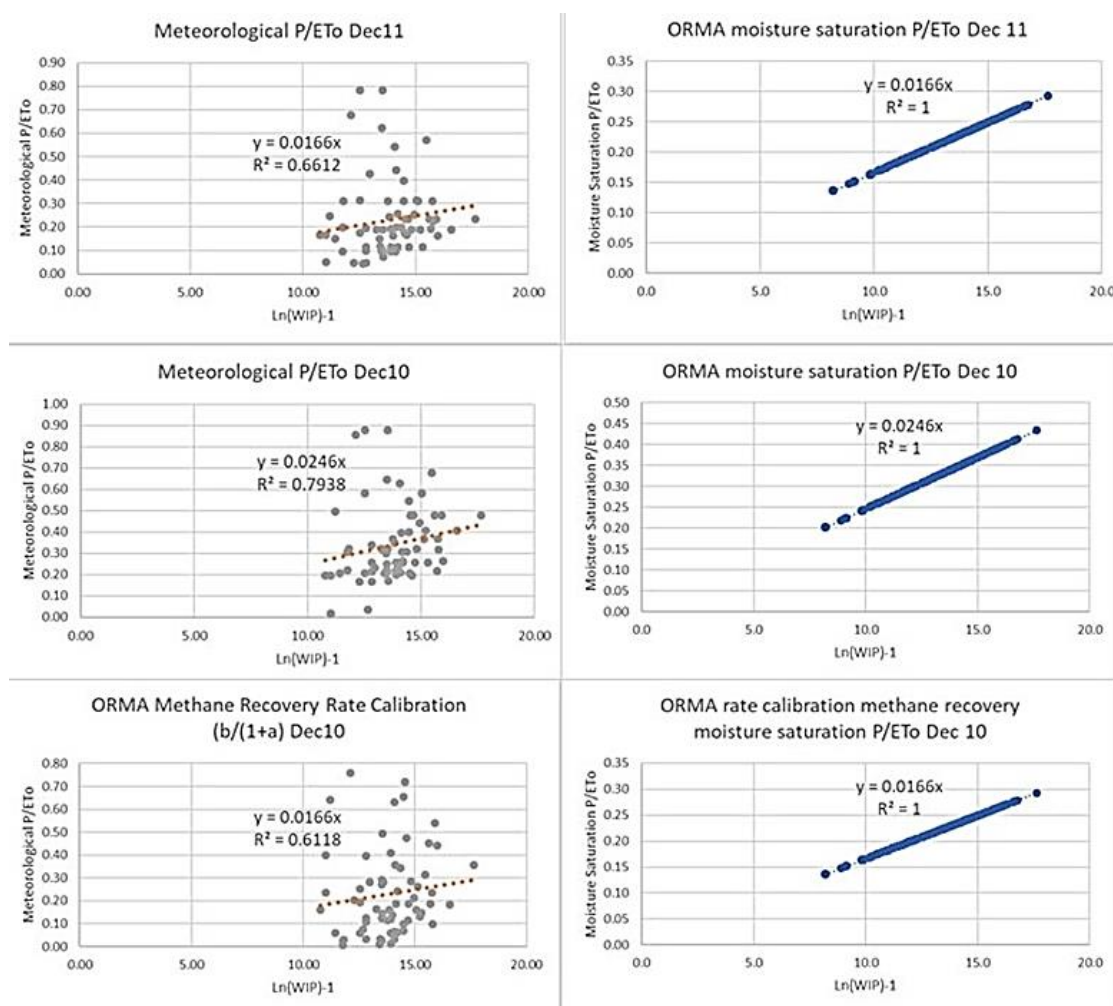 Meteorological P/ETo Dec11
0.90
0.80
0.70
0.60
0.50
0.40
0.30
0.20
0.10
0.00
Meteorological P/ETo
y = 0.0166x
R² = 0.6612
0.00 5.00 10.00 15.00 20.00
Ln(WIP)-1
ORMA moisture saturation P/ETo Dec 11
0.35
0.30
0.25
0.20
0.15
0.10
0.05
0.00
Moisture Saturation P/ETo
y = 0.0166x
R² = 1
0.0 5.0 10.0 15.0 20.0
Ln(WIP)-1
Meteorological P/ETo Dec10
1.00
0.90
0.80
0.70
0.60
0.50
0.40
0.30
0.20
0.10
0.00
Meteorological P/ETo
y = 0.0246x
R² = 0.7938
0.00 5.00 10.00 15.00 20.00
Ln(WIP)-1
ORMA moisture saturation P/ETo Dec 10
0.50
0.45
0.40
0.35
0.30
0.25
0.20
0.15
0.10
0.05
0.00
Moisture Saturation P/ETo
y = 0.0246x
R² = 1
0.0 5.0 10.0 15.0 20.0
Ln(WIP)-1
ORMA Methane Recovery Rate Calibration
(b/(1+a) Dec10
0.80
0.70
0.60
0.50
0.40
0.30
0.20
0.10
0.00
Meteorological P/ETo
y = 0.0166x
R² = 0.6118
0.00 5.00 10.00 15.00 20.00
Ln(WIP)-1
ORMA rate calibration methane recovery
moisture saturation P/ETo Dec 10
0.35
0.30
0.25
0.20
0.15
0.10
0.05
0.00
Moisture Saturation P/ETo
y = 0.0166x
R² = 1
0.0 5.0 10.0 15.0 20.0
Ln(WIP)-1